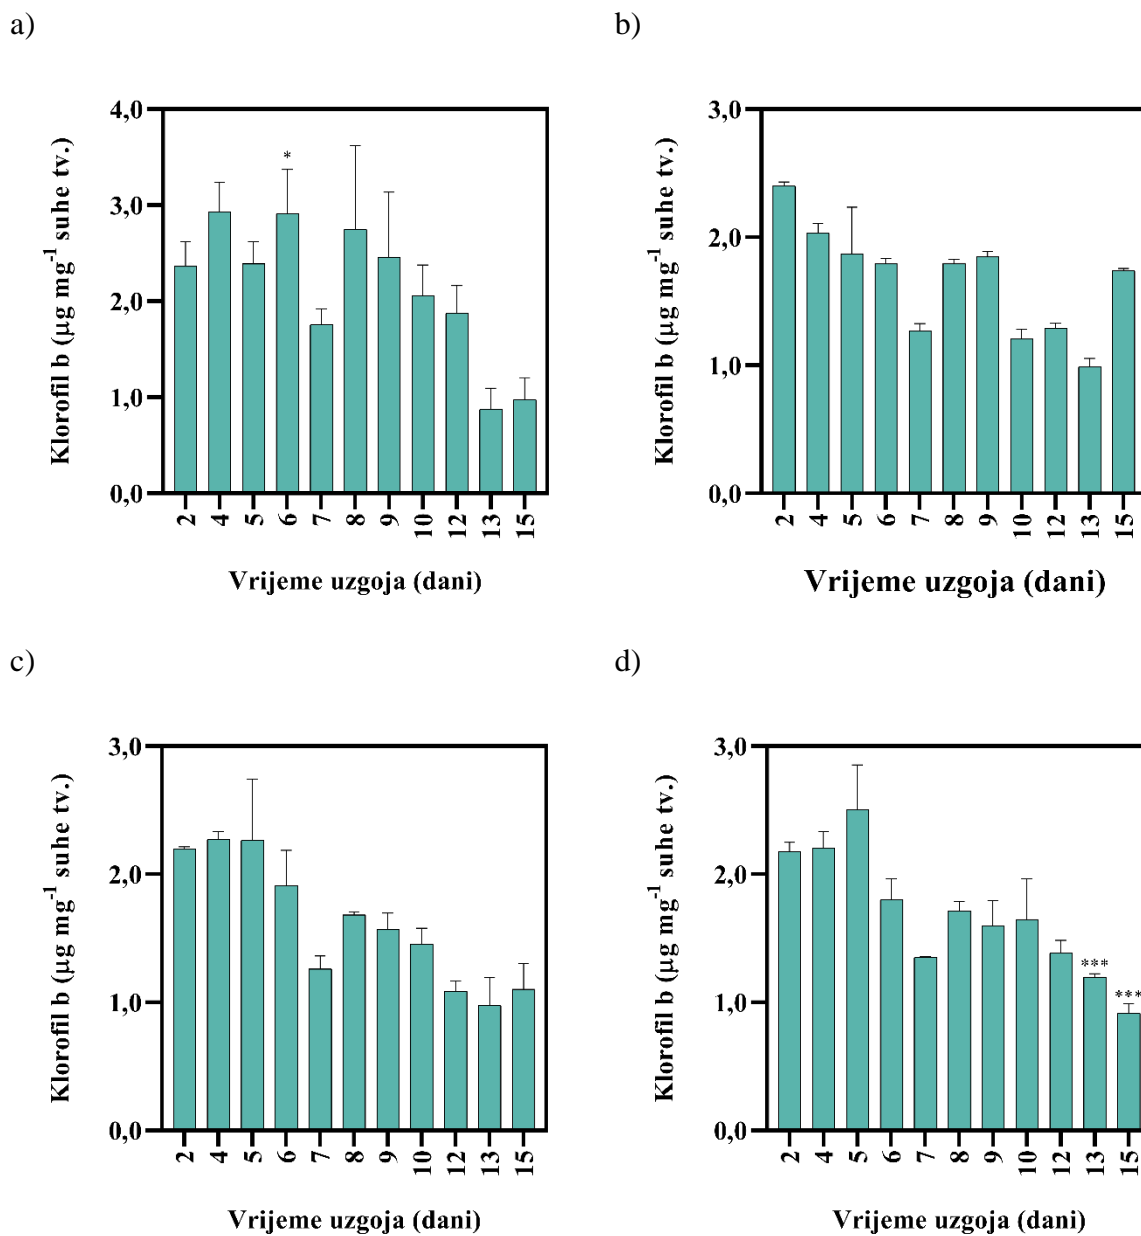 a)
4,0
3,0
2,0
1,0
0,0
Klorofil b (µg mg⁻¹ suhe tv.)
*
2 4 5 6 7 8 9 10 12 13 15
Vrijeme uzgoja (dani)
b)
3,0
2,0
1,0
0,0
Klorofil b (µg mg⁻¹ suhe tv.)
2 4 5 6 7 8 9 10 12 13 15
Vrijeme uzgoja (dani)
c)
3,0
2,0
1,0
0,0
Klorofil b (µg mg⁻¹ suhe tv.)
2 4 5 6 7 8 9 10 12 13 15
Vrijeme uzgoja (dani)
d)
3,0
2,0
1,0
0,0
Klorofil b (µg mg⁻¹ suhe tv.)
***
***
2 4 5 6 7 8 9 10 12 13 15
Vrijeme uzgoja (dani)